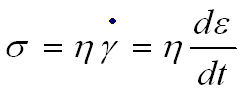 σ = η γ̇ = η dε/dt